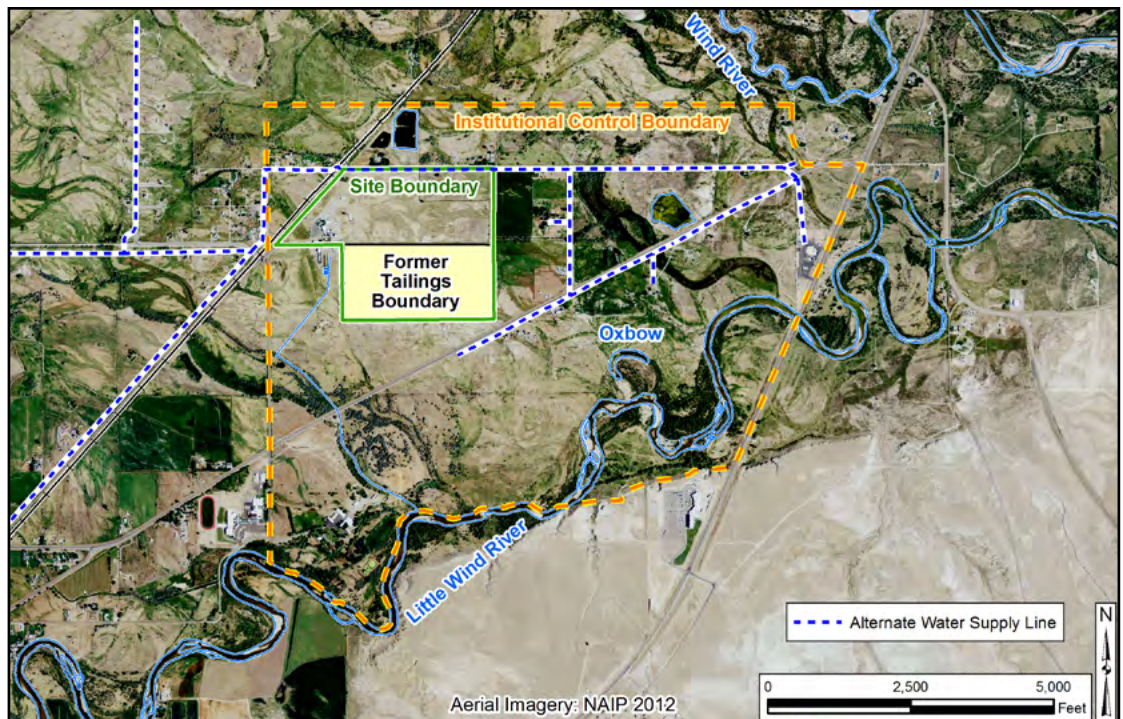 Wind River
Institutional Control Boundary
Site Boundary
Former
Tailings
Boundary
Oxbow
Little Wind River
Alternate Water Supply Line
N
0 2,500 5,000
Feet
Aerial Imagery: NAIP 2012